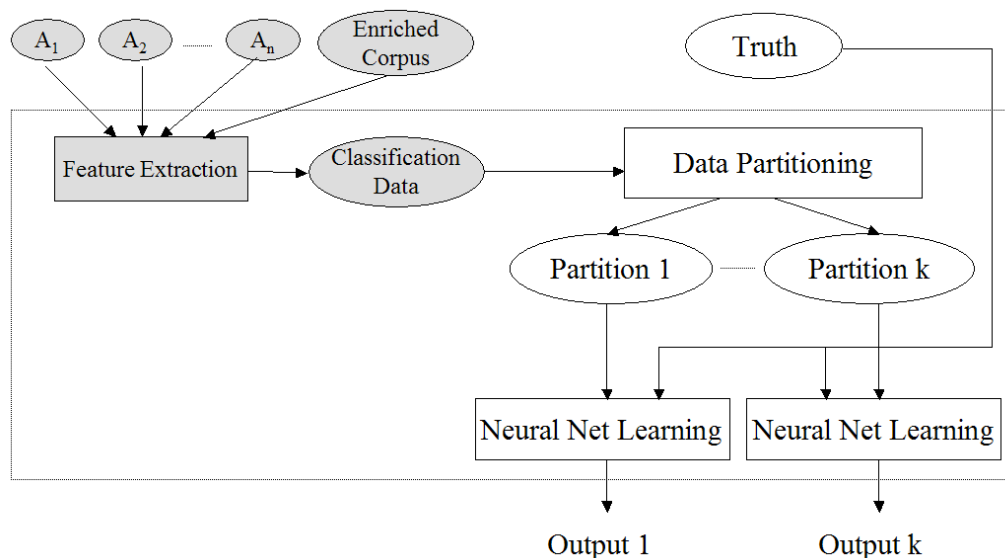 A1
A2
An
Enriched
Corpus
Truth
Feature Extraction
Classification
Data
Data Partitioning
Partition 1
Partition k
Neural Net Learning
Neural Net Learning
Output 1
Output k